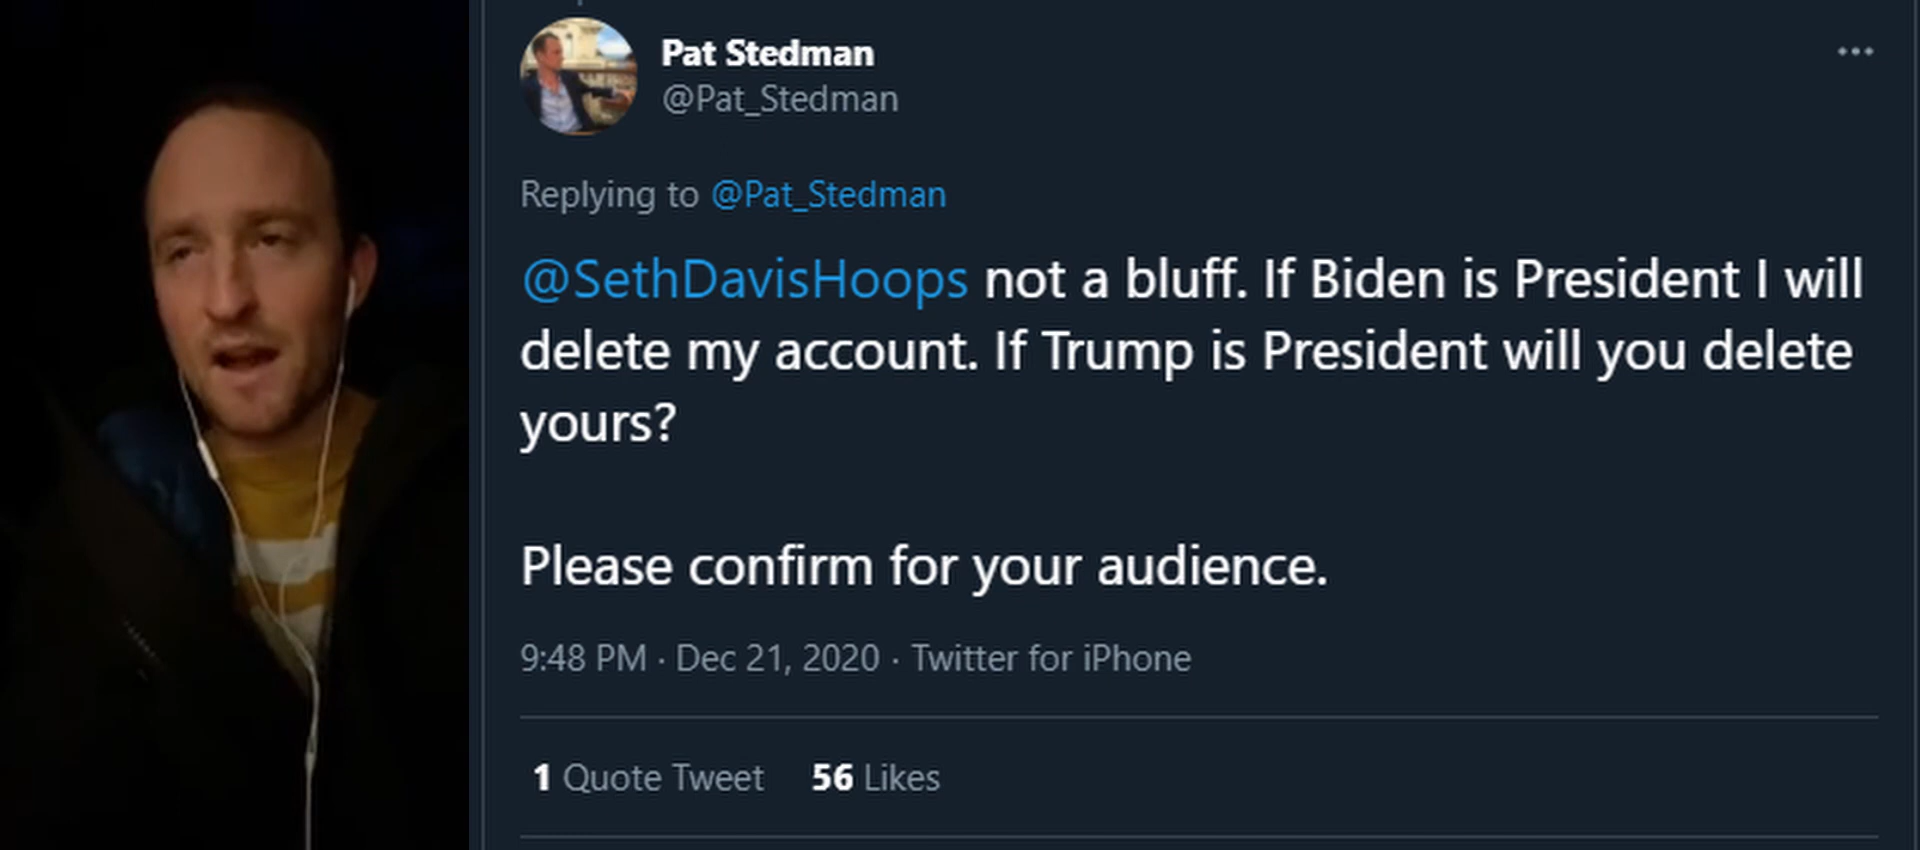 Pat Stedman
@Pat_Stedman
Replying to @Pat_Stedman
@SethDavisHoops not a bluff. If Biden is President I will
delete my account. If Trump is President will you delete
yours?
Please confirm for your audience.
9:48 PM · Dec 21, 2020 · Twitter for iPhone
1 Quote Tweet 56 Likes